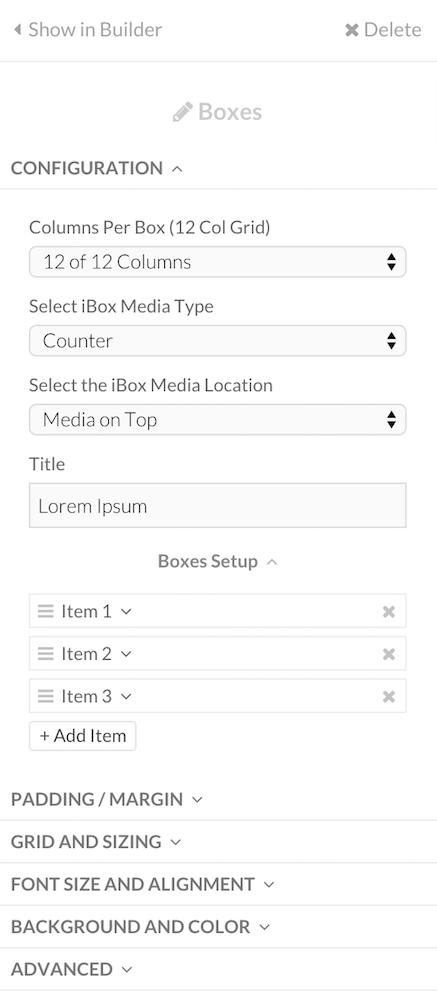 Show in Builder
Delete
Boxes
CONFIGURATION
Columns Per Box (12 Col Grid)
12 of 12 Columns
Select iBox Media Type
Counter
Select the iBox Media Location
Media on Top
Title
Lorem Ipsum
Boxes Setup
Item 1
Item 2
Item 3
+ Add Item
PADDING / MARGIN
GRID AND SIZING
FONT SIZE AND ALIGNMENT
BACKGROUND AND COLOR
ADVANCED